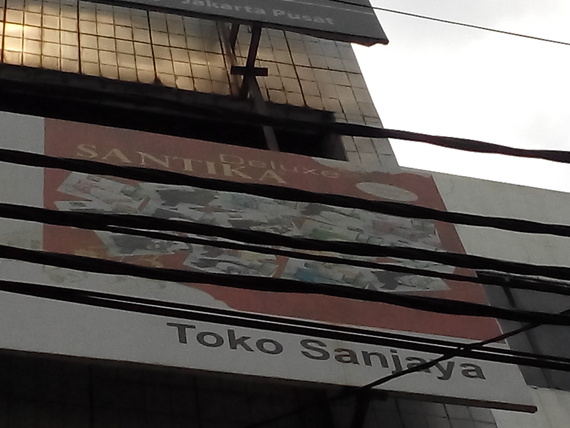 Jakarta Pusat
Deluxe
SANTIKA
Toko Sanjaya